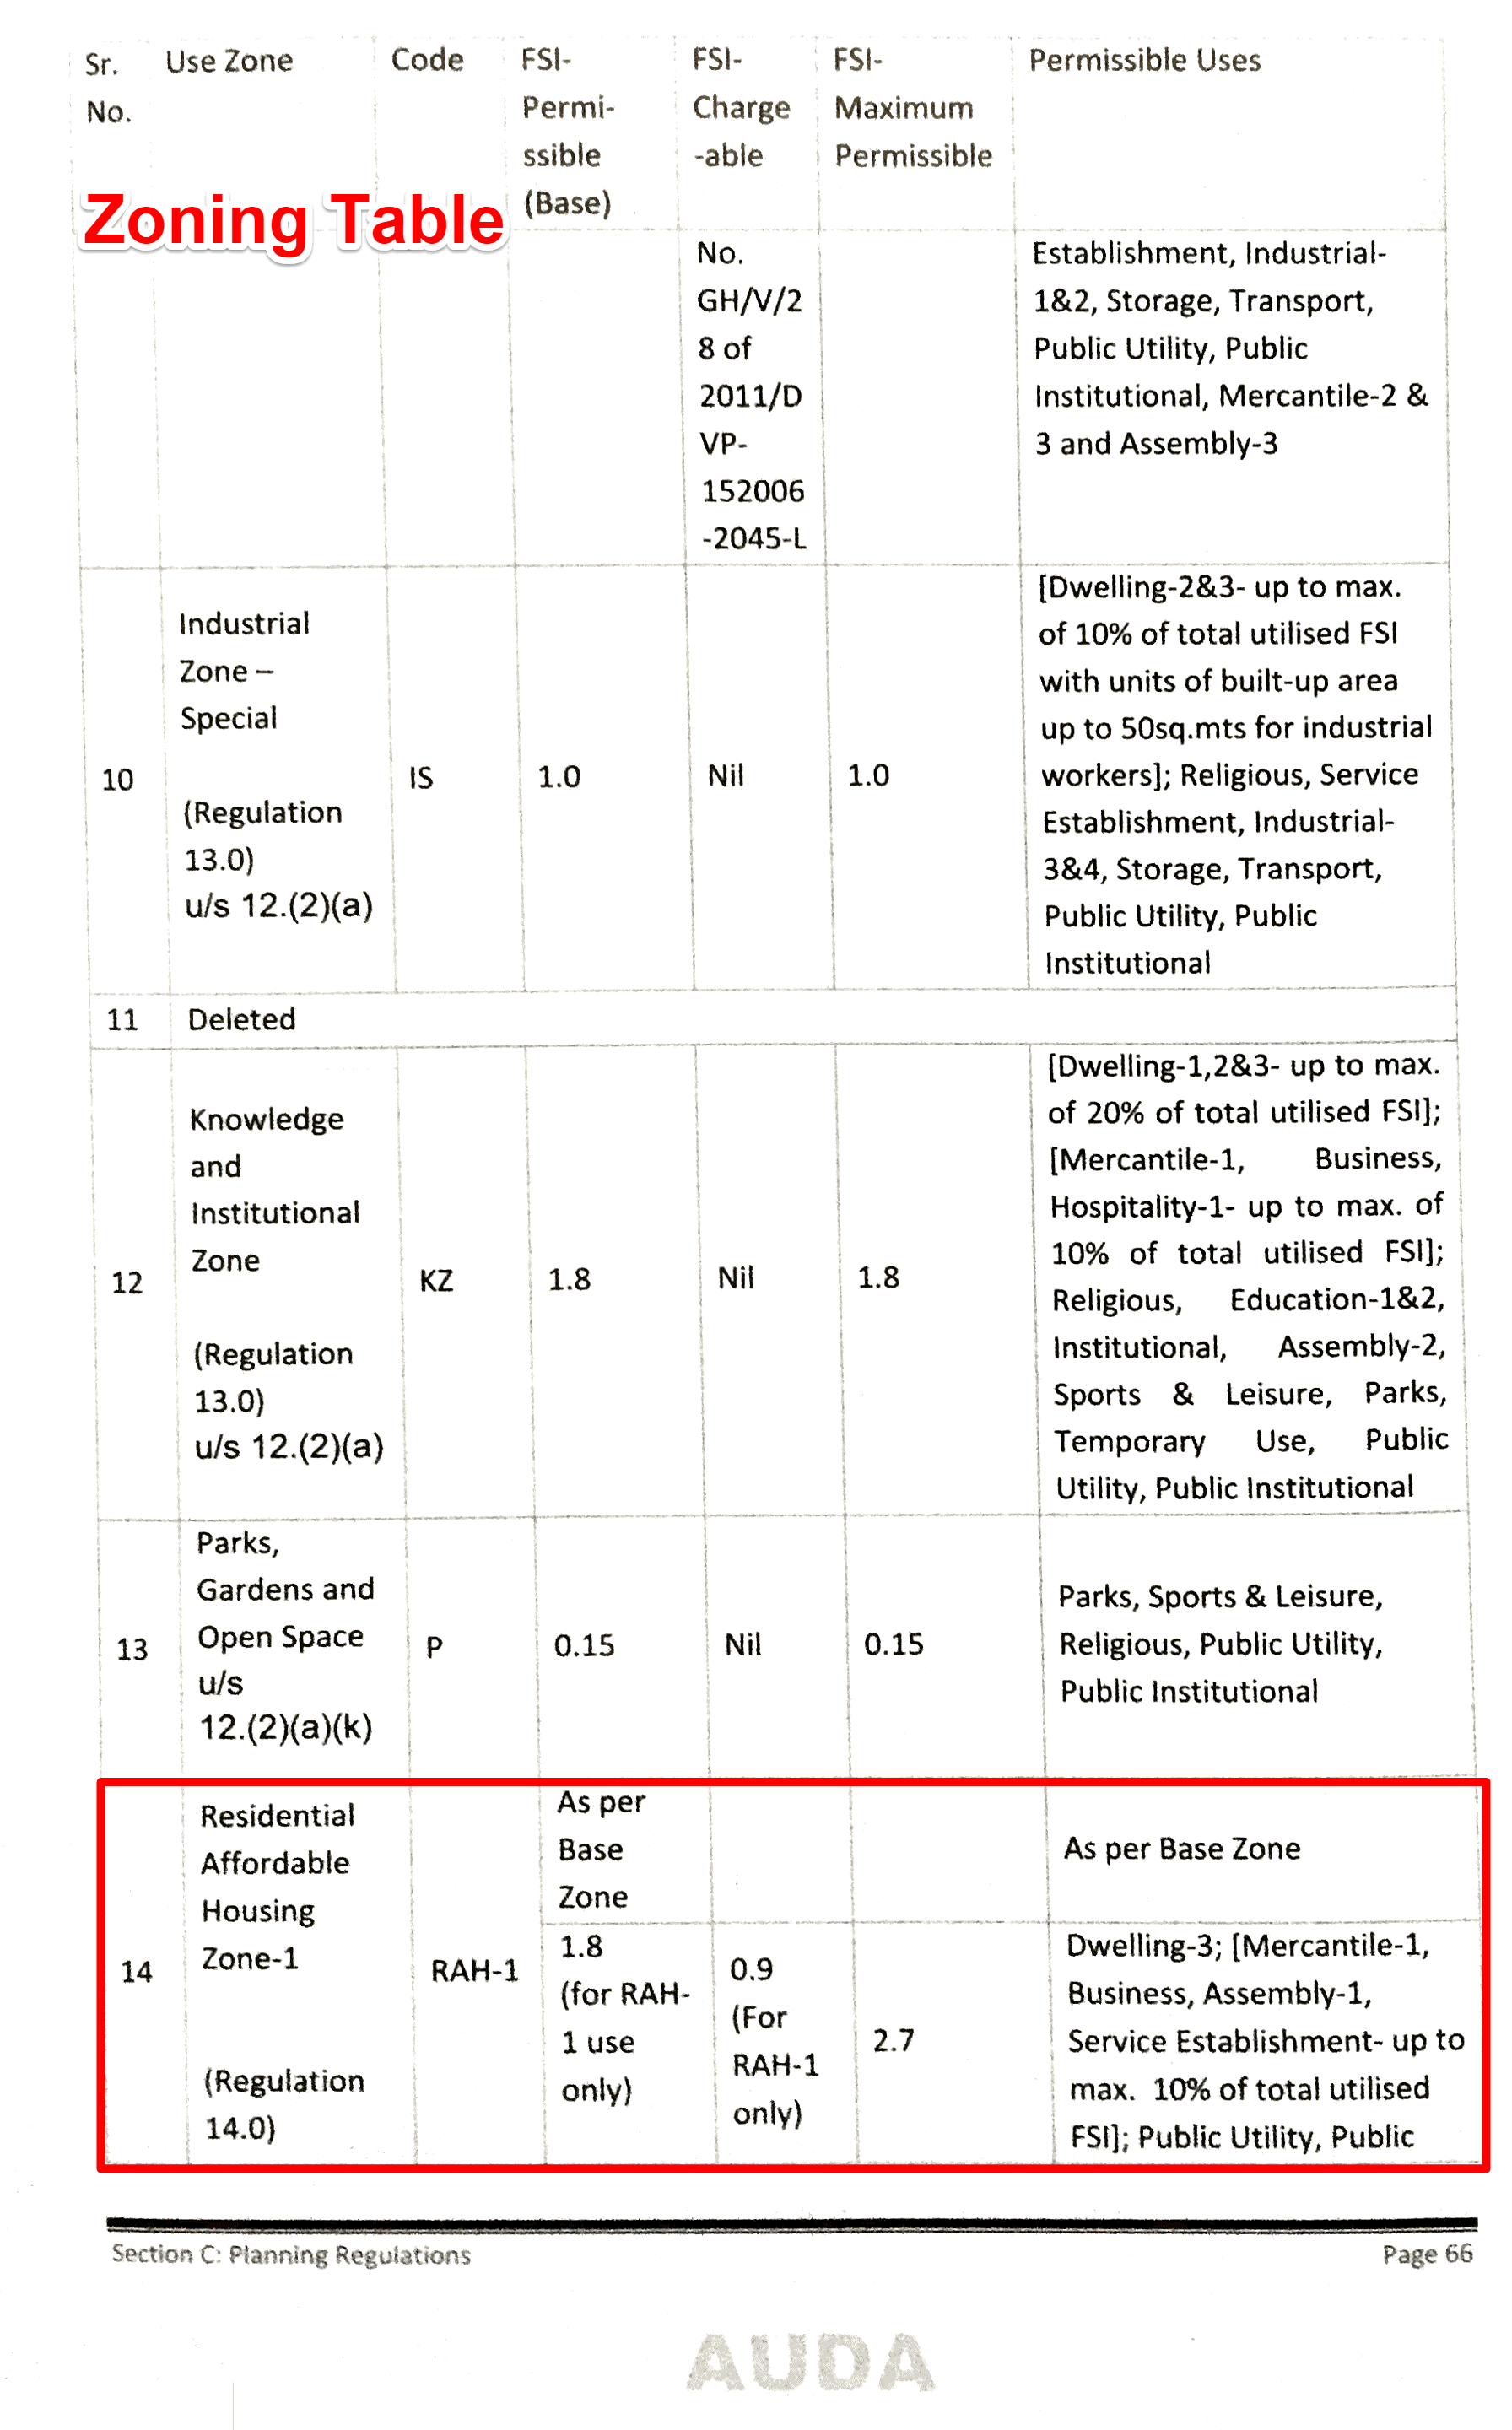 Sr.
No.
Use Zone
Code
FSI-
Permi-
ssible
(Base)
FSI-
Charge
-able
FSI-
Maximum
Permissible
Permissible Uses
Zoning Table
No.
GH/V/2
8 of
2011/D
VP-
152006
-2045-L
Establishment, Industrial-
1&2, Storage, Transport,
Public Utility, Public
Institutional, Mercantile-2 &
3 and Assembly-3
10
Industrial
Zone –
Special
(Regulation
13.0)
u/s 12.(2)(a)
IS
1.0
Nil
1.0
[Dwelling-2&3- up to max.
of 10% of total utilised FSI
with units of built-up area
up to 50sq.mts for industrial
workers]; Religious, Service
Establishment, Industrial-
3&4, Storage, Transport,
Public Utility, Public
Institutional
11
Deleted
12
Knowledge
and
Institutional
Zone
(Regulation
13.0)
u/s 12.(2)(a)
KZ
1.8
Nil
1.8
[Dwelling-1,2&3- up to max.
of 20% of total utilised FSI];
[Mercantile-1, Business,
Hospitality-1- up to max. of
10% of total utilised FSI];
Religious, Education-1&2,
Institutional, Assembly-2,
Sports & Leisure, Parks,
Temporary Use, Public
Utility, Public Institutional
13
Parks,
Gardens and
Open Space
u/s
12.(2)(a)(k)
P
0.15
Nil
0.15
Parks, Sports & Leisure,
Religious, Public Utility,
Public Institutional
14
Residential
Affordable
Housing
Zone-1
(Regulation
14.0)
RAH-1
As per
Base
Zone
As per Base Zone
1.8
(for RAH-
1 use
only)
0.9
(For
RAH-1
only)
2.7
Dwelling-3; [Mercantile-1,
Business, Assembly-1,
Service Establishment- up to
max. 10% of total utilised
FSI]; Public Utility, Public
Section C: Planning Regulations
Page 66
AUDA